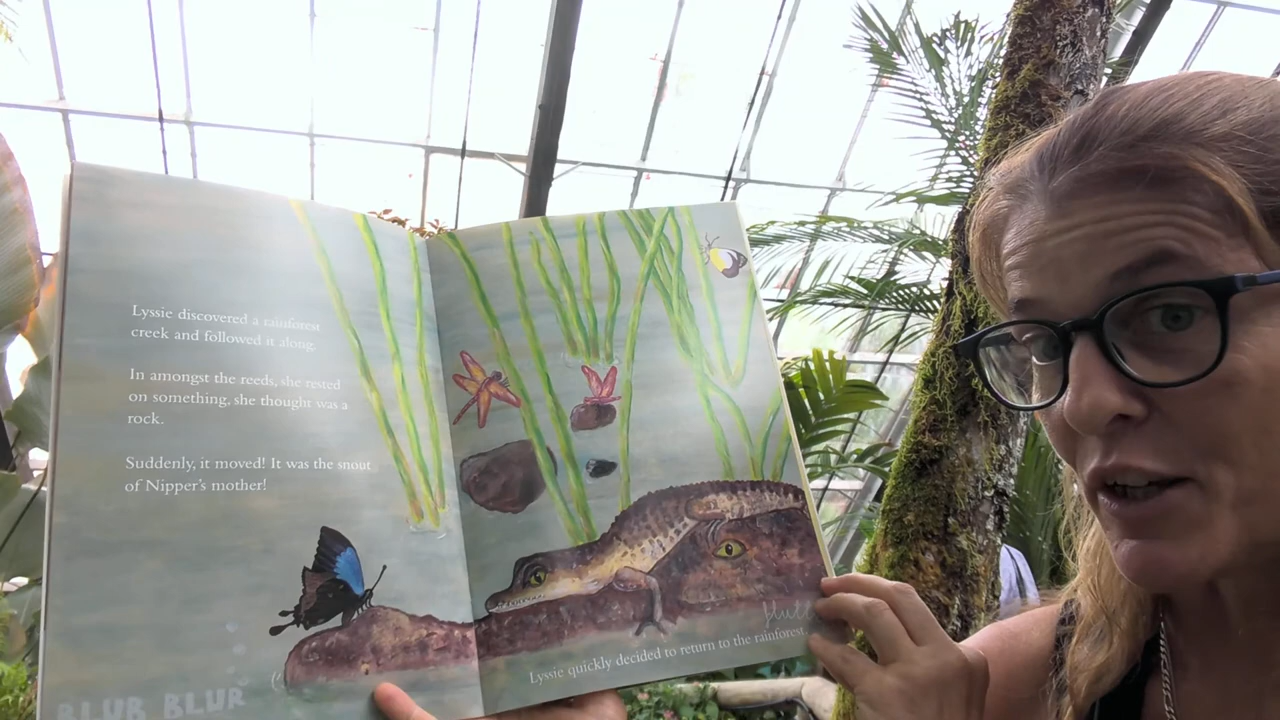 Lyssie discovered a rainforest
creek and followed it along.
In amongst the reeds, she rested
on something, she thought was a
rock.
Suddenly, it moved! It was the snout
of Nipper's mother!
BLUB BLUB
Lyssie quickly decided to return to the rainforest.